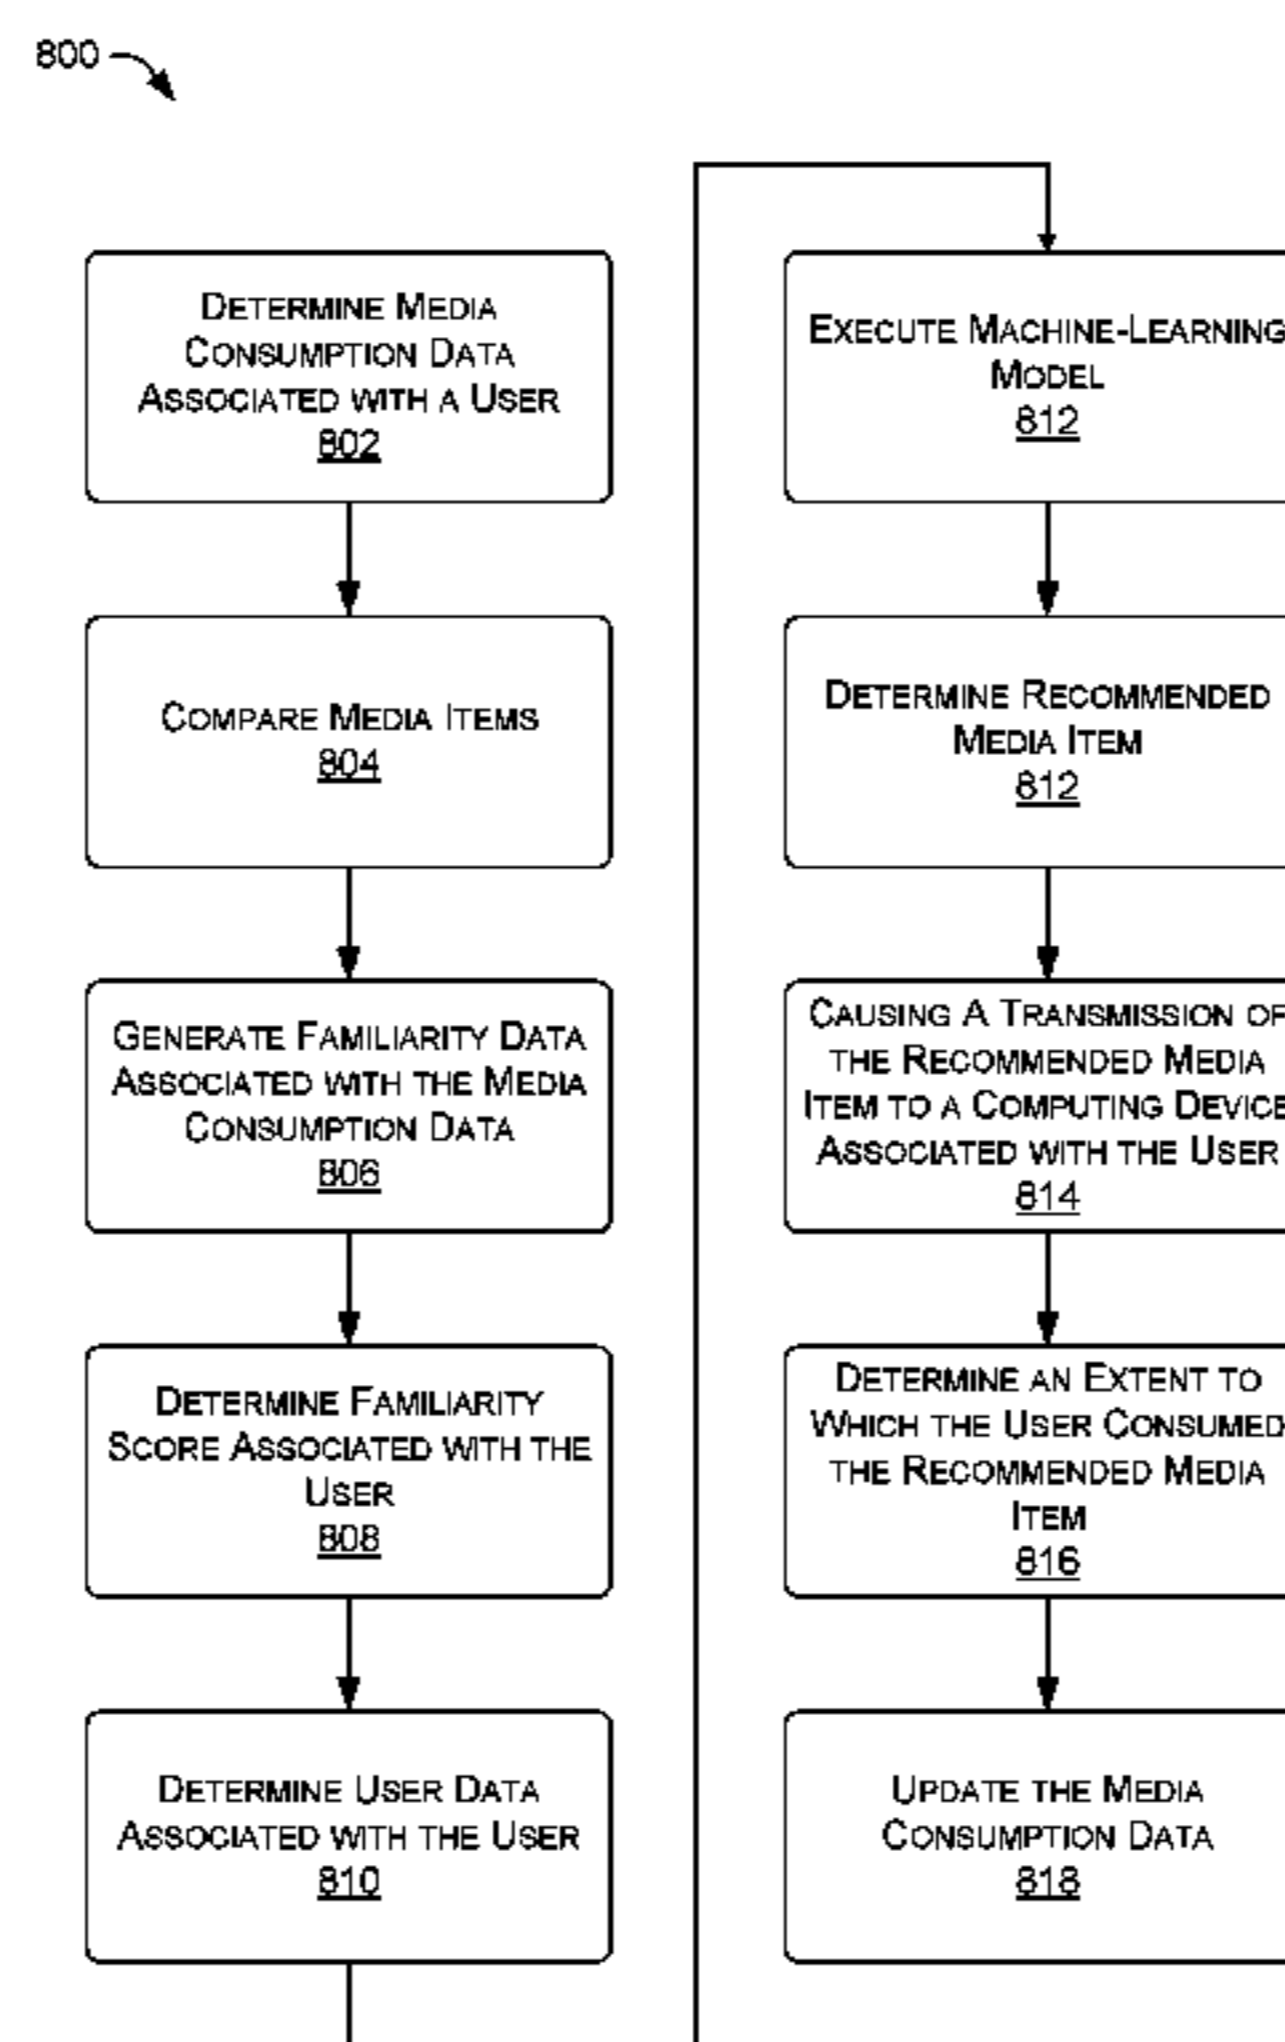 800
DETERMINE MEDIA
CONSUMPTION DATA
ASSOCIATED WITH A USER
802
COMPARE MEDIA ITEMS
804
GENERATE FAMILIARITY DATA
ASSOCIATED WITH THE MEDIA
CONSUMPTION DATA
806
DETERMINE FAMILIARITY
SCORE ASSOCIATED WITH THE
USER
808
DETERMINE USER DATA
ASSOCIATED WITH THE USER
810
EXECUTE MACHINE-LEARNING
MODEL
812
DETERMINE RECOMMENDED
MEDIA ITEM
812
CAUSING A TRANSMISSION OF
THE RECOMMENDED MEDIA
ITEM TO A COMPUTING DEVICE
ASSOCIATED WITH THE USER
814
DETERMINE AN EXTENT TO
WHICH THE USER CONSUMED
THE RECOMMENDED MEDIA
ITEM
816
UPDATE THE MEDIA
CONSUMPTION DATA
818